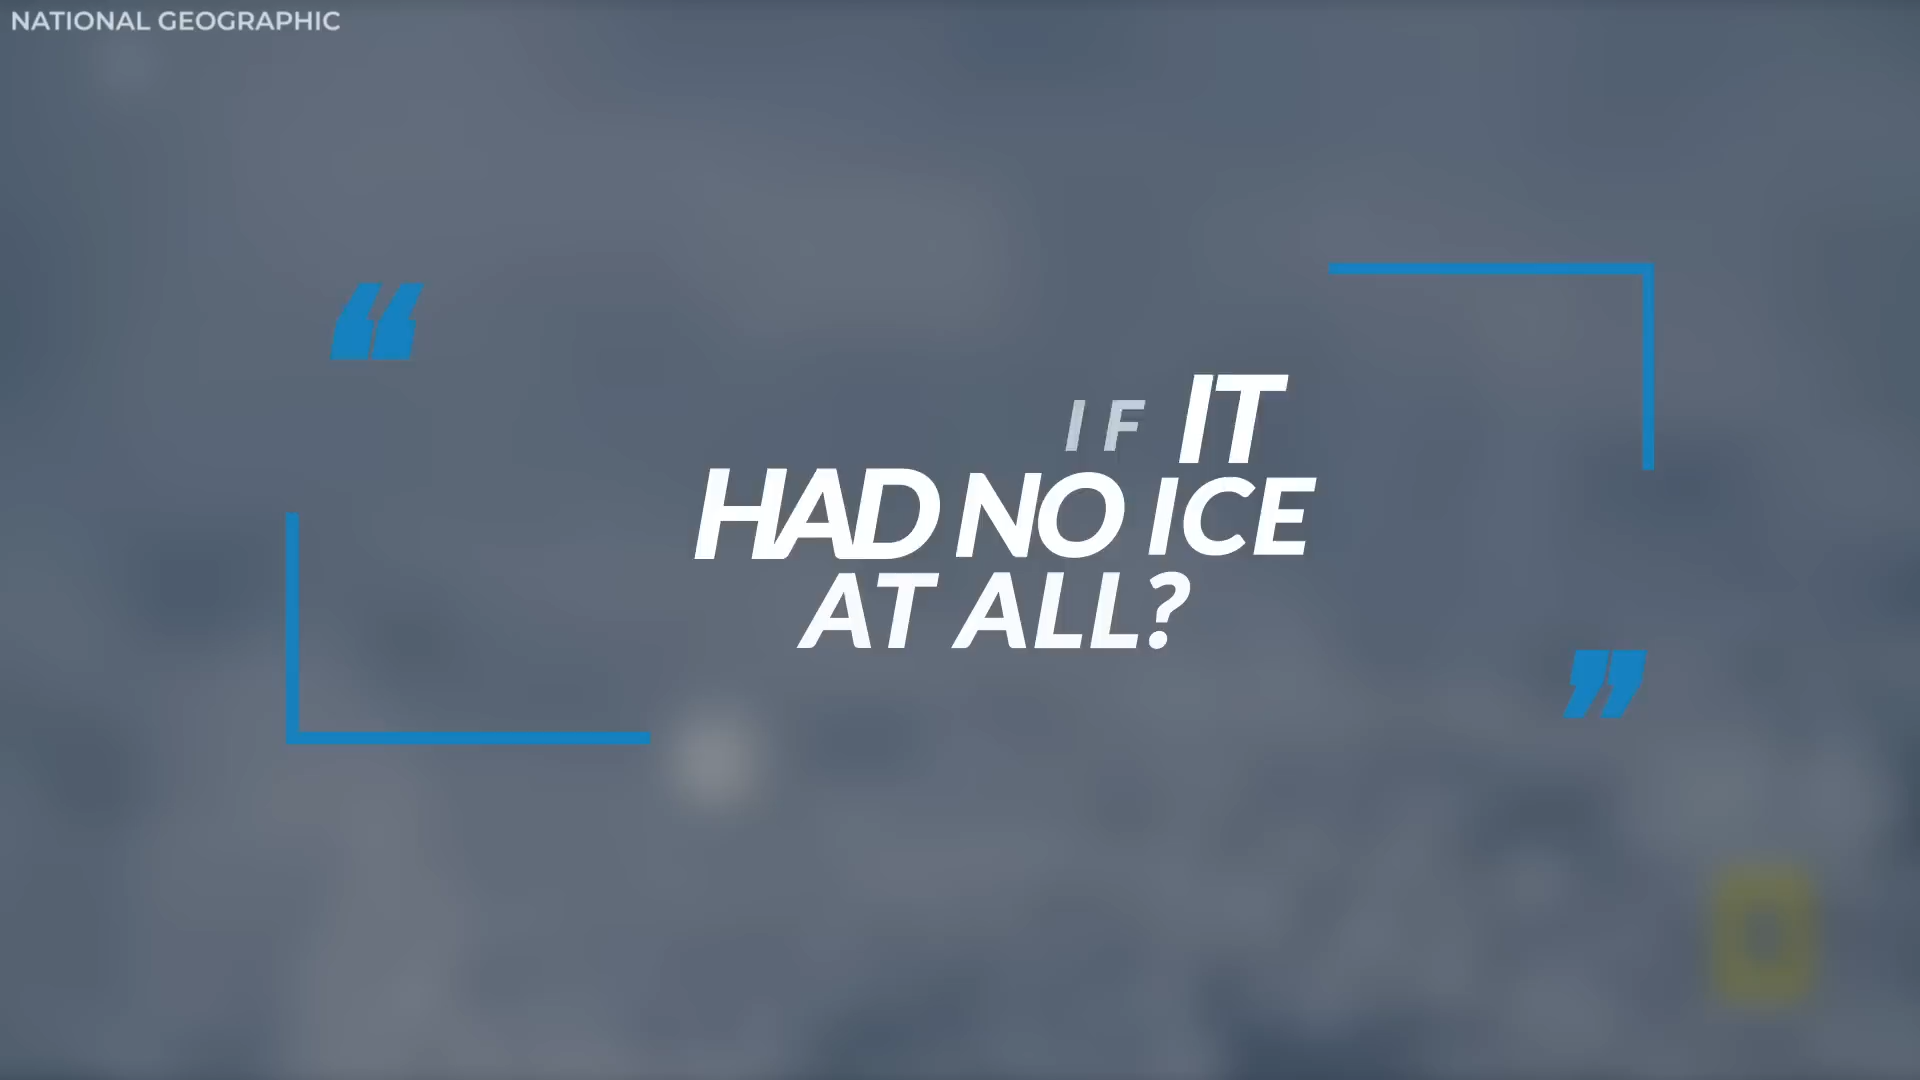 NATIONAL GEOGRAPHIC
“
IF IT
HAD NO ICE
AT ALL?
”